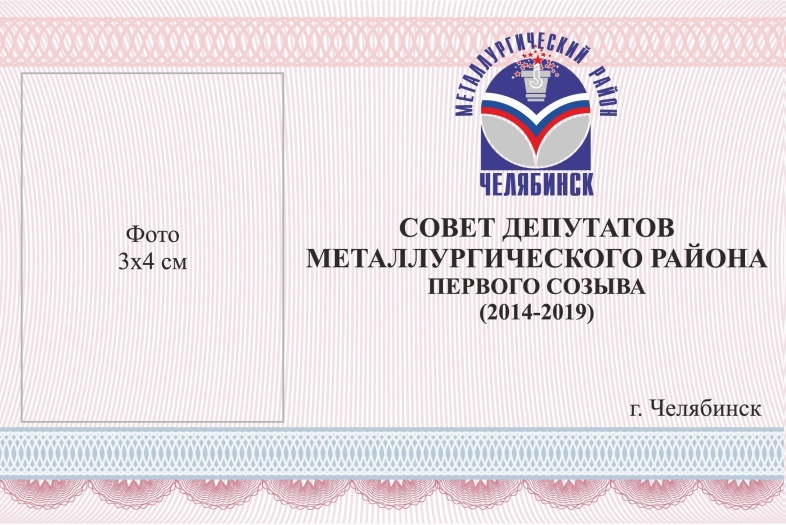 МЕТАЛЛУРГИЧЕСКИЙ РАЙОН
ЧЕЛЯБИНСК
Фото
3х4 см
СОВЕТ ДЕПУТАТОВ
МЕТАЛЛУРГИЧЕСКОГО РАЙОНА
ПЕРВОГО СОЗЫВА
(2014-2019)
г. Челябинск